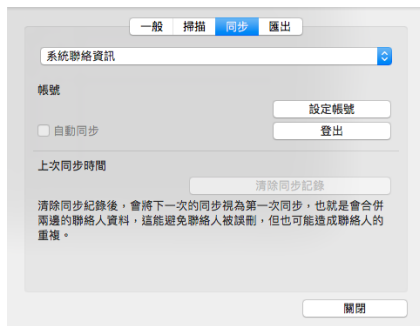 一般 掃描 同步 匯出
系統聯絡資訊
帳號
設定帳號
自動同步
登出
上次同步時間
清除同步記錄
清除同步紀錄後，會將下一次的同步視為第一次同步，也就是會合併
兩邊的聯絡人資料，這能避免聯絡人被誤刪，但也可能造成聯絡人的
重複。
關閉